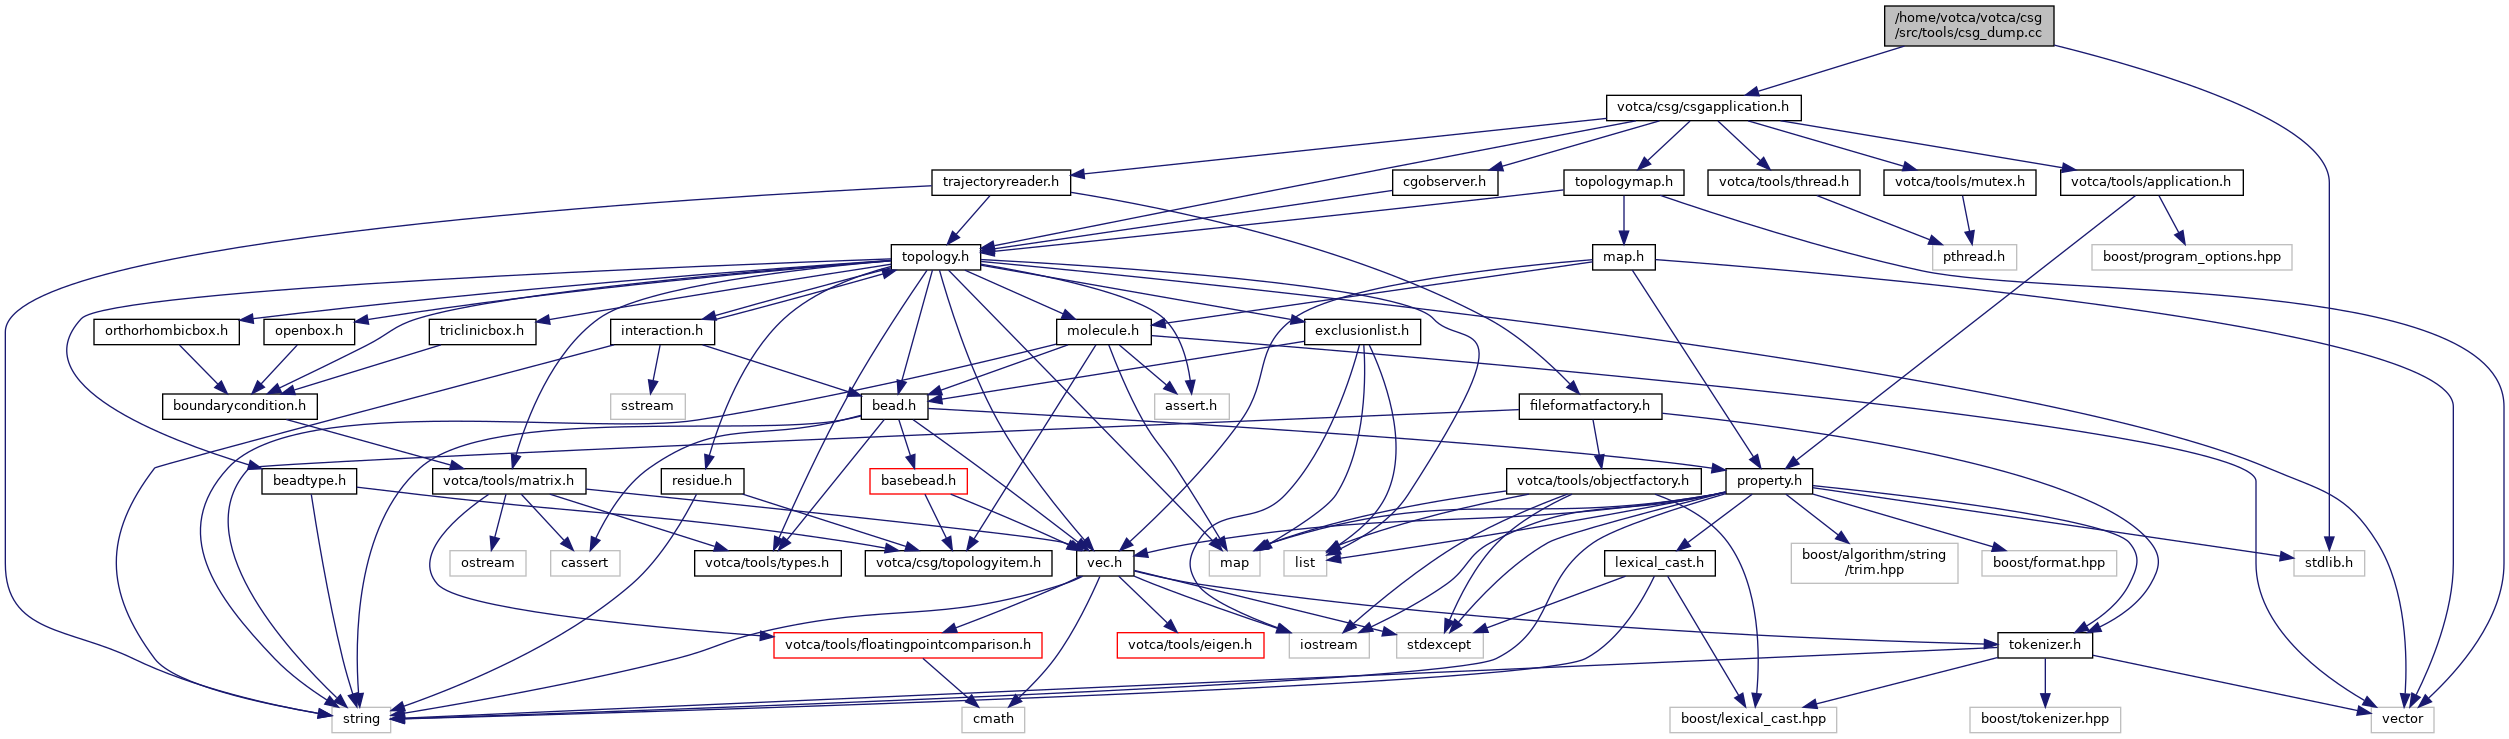 /home/votca/votca/csg
/src/tools/csg_dump.cc
votca/csg/csgapplication.h
trajectoryreader.h
cgobserver.h
topologymap.h
votca/tools/thread.h
votca/tools/mutex.h
votca/tools/application.h
topology.h
map.h
pthread.h
boost/program_options.hpp
orthorhombicbox.h
openbox.h
triclinicbox.h
interaction.h
molecule.h
exclusionlist.h
boundarycondition.h
sstream
bead.h
assert.h
fileformatfactory.h
beadtype.h
votca/tools/matrix.h
residue.h
basebead.h
votca/tools/objectfactory.h
property.h
ostream
cassert
votca/tools/types.h
votca/csg/topologyitem.h
vec.h
map
list
lexical_cast.h
boost/algorithm/string
/trim.hpp
boost/format.hpp
stdlib.h
votca/tools/floatingpointcomparison.h
votca/tools/eigen.h
iostream
stdexcept
tokenizer.h
string
cmath
boost/lexical_cast.hpp
boost/tokenizer.hpp
vector